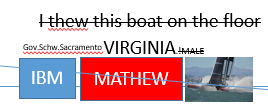 I thew this boat on the floor
Gov.Schw.Sacramento VIRGINIA !MALE
IBM MATHEW